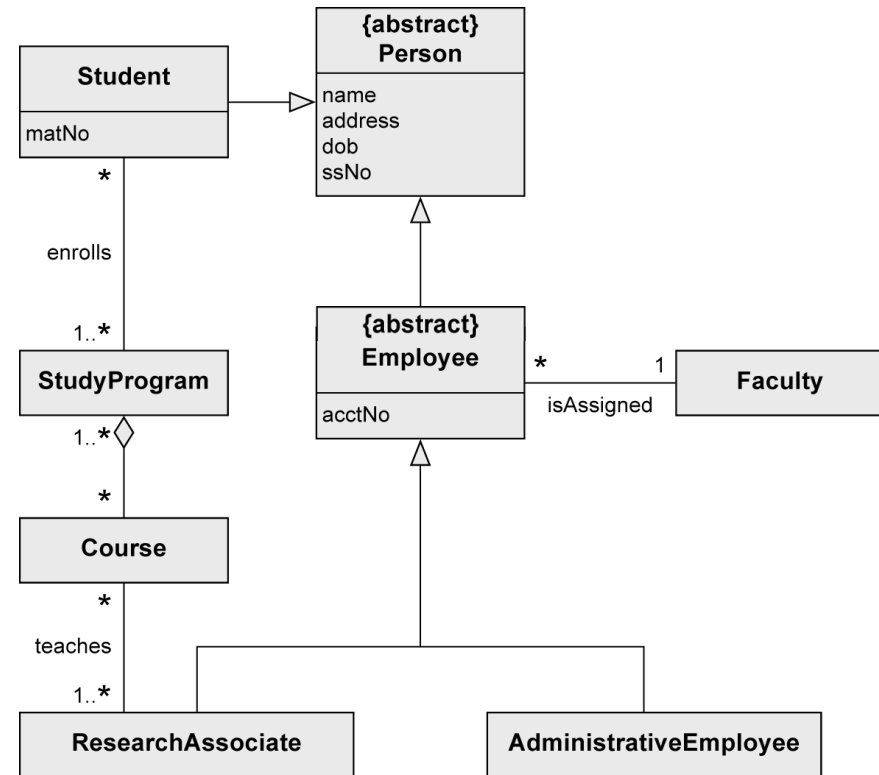 {abstract}
Person
name
address
dob
ssNo
Student
matNo
*
enrolls
1..*
StudyProgram
1..*
*
Course
*
teaches
1..*
ResearchAssociate
{abstract}
Employee
acctNo
*
1
isAssigned
Faculty
AdministrativeEmployee